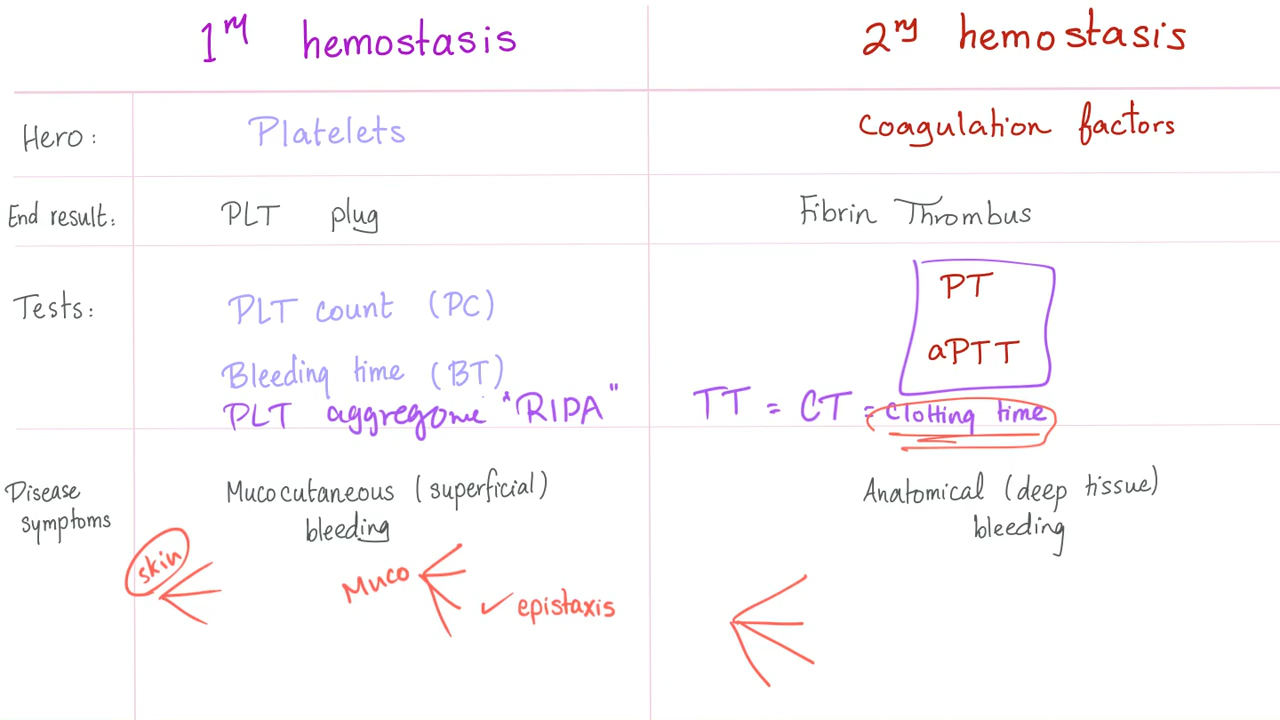 1ry hemostasis
2ry hemostasis
Hero:
Platelets
Coagulation factors
End result:
PLT plug
Fibrin Thrombus
Tests:
PLT count (PC)
Bleeding time (BT)
PLT "RIPA"
PT
aPTT
TT = CT = Clotting time
Disease
symptoms
Mucocutaneous (superficial)
bleeding
Anatomical (deep tissue)
bleeding
skin
Muco
✓ epistaxis